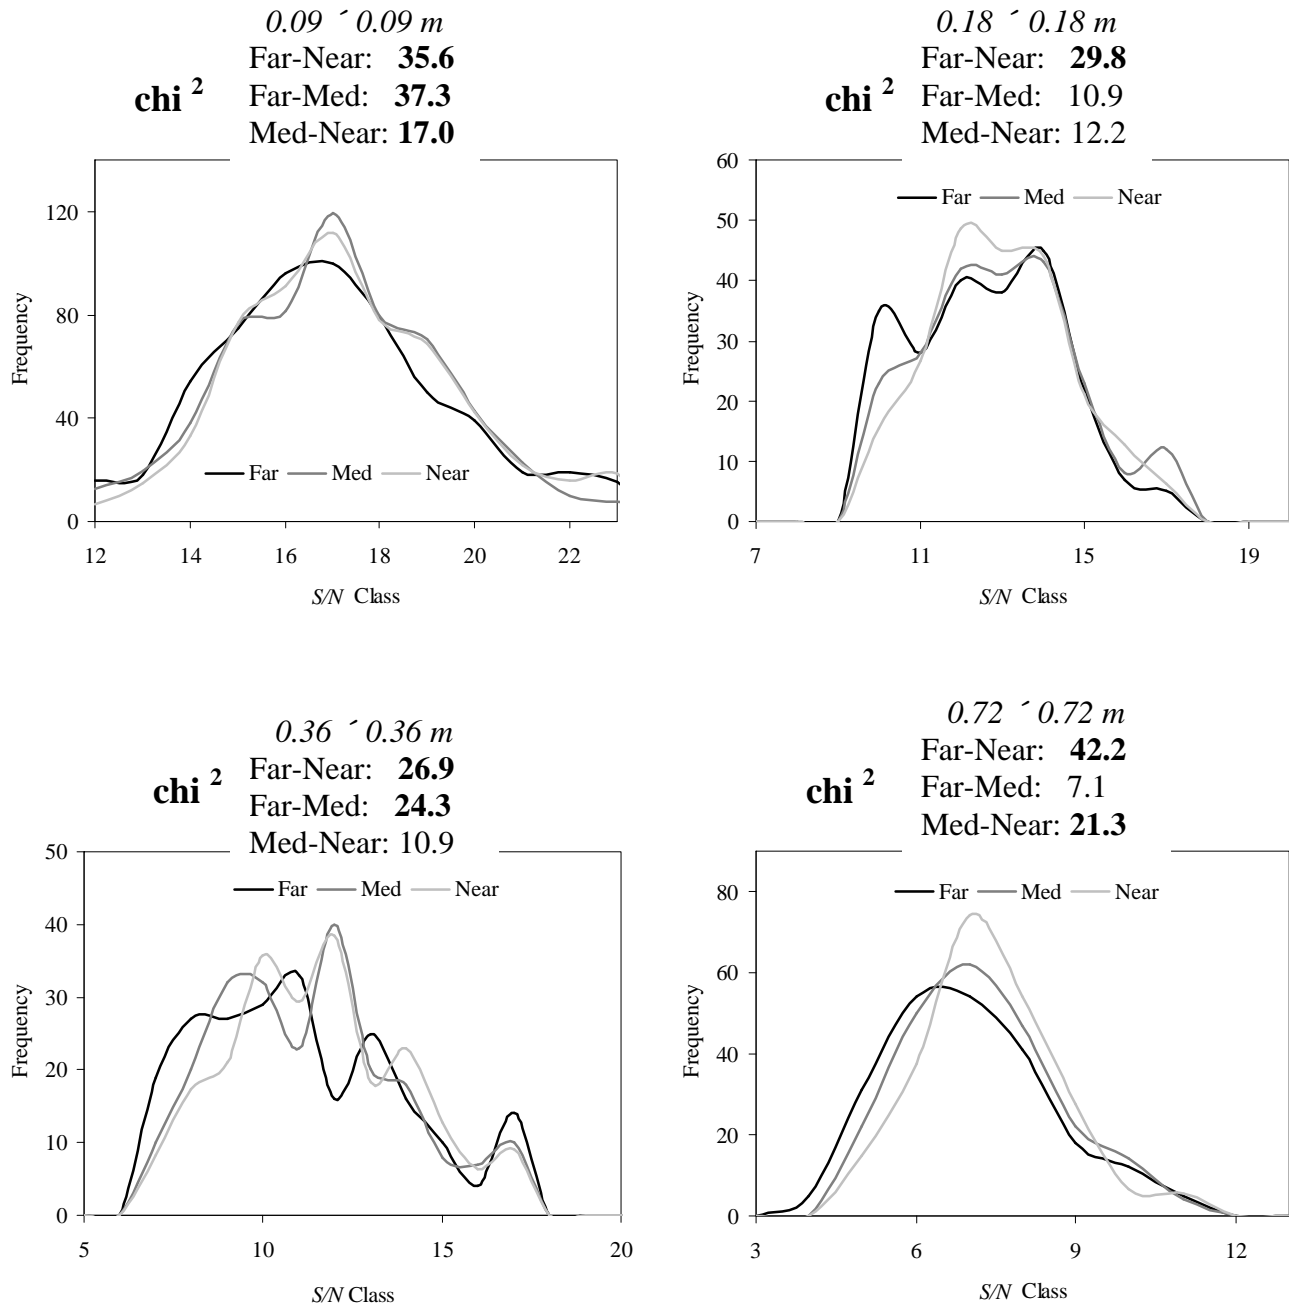 0.09 ´ 0.09 m
Far-Near: 35.6
chi ² Far-Med: 37.3
Med-Near: 17.0
120
80
40
0
Frequency
Far Med Near
12 14 16 18 20 22
S/N Class
0.18 ´ 0.18 m
Far-Near: 29.8
chi ² Far-Med: 10.9
Med-Near: 12.2
60
50
40
30
20
10
0
Frequency
Far Med Near
7 11 15 19
S/N Class
0.36 ´ 0.36 m
Far-Near: 26.9
chi ² Far-Med: 24.3
Med-Near: 10.9
50
40
30
20
10
0
Frequency
Far Med Near
5 10 15 20
S/N Class
0.72 ´ 0.72 m
Far-Near: 42.2
chi ² Far-Med: 7.1
Med-Near: 21.3
80
60
40
20
0
Frequency
Far Med Near
3 6 9 12
S/N Class